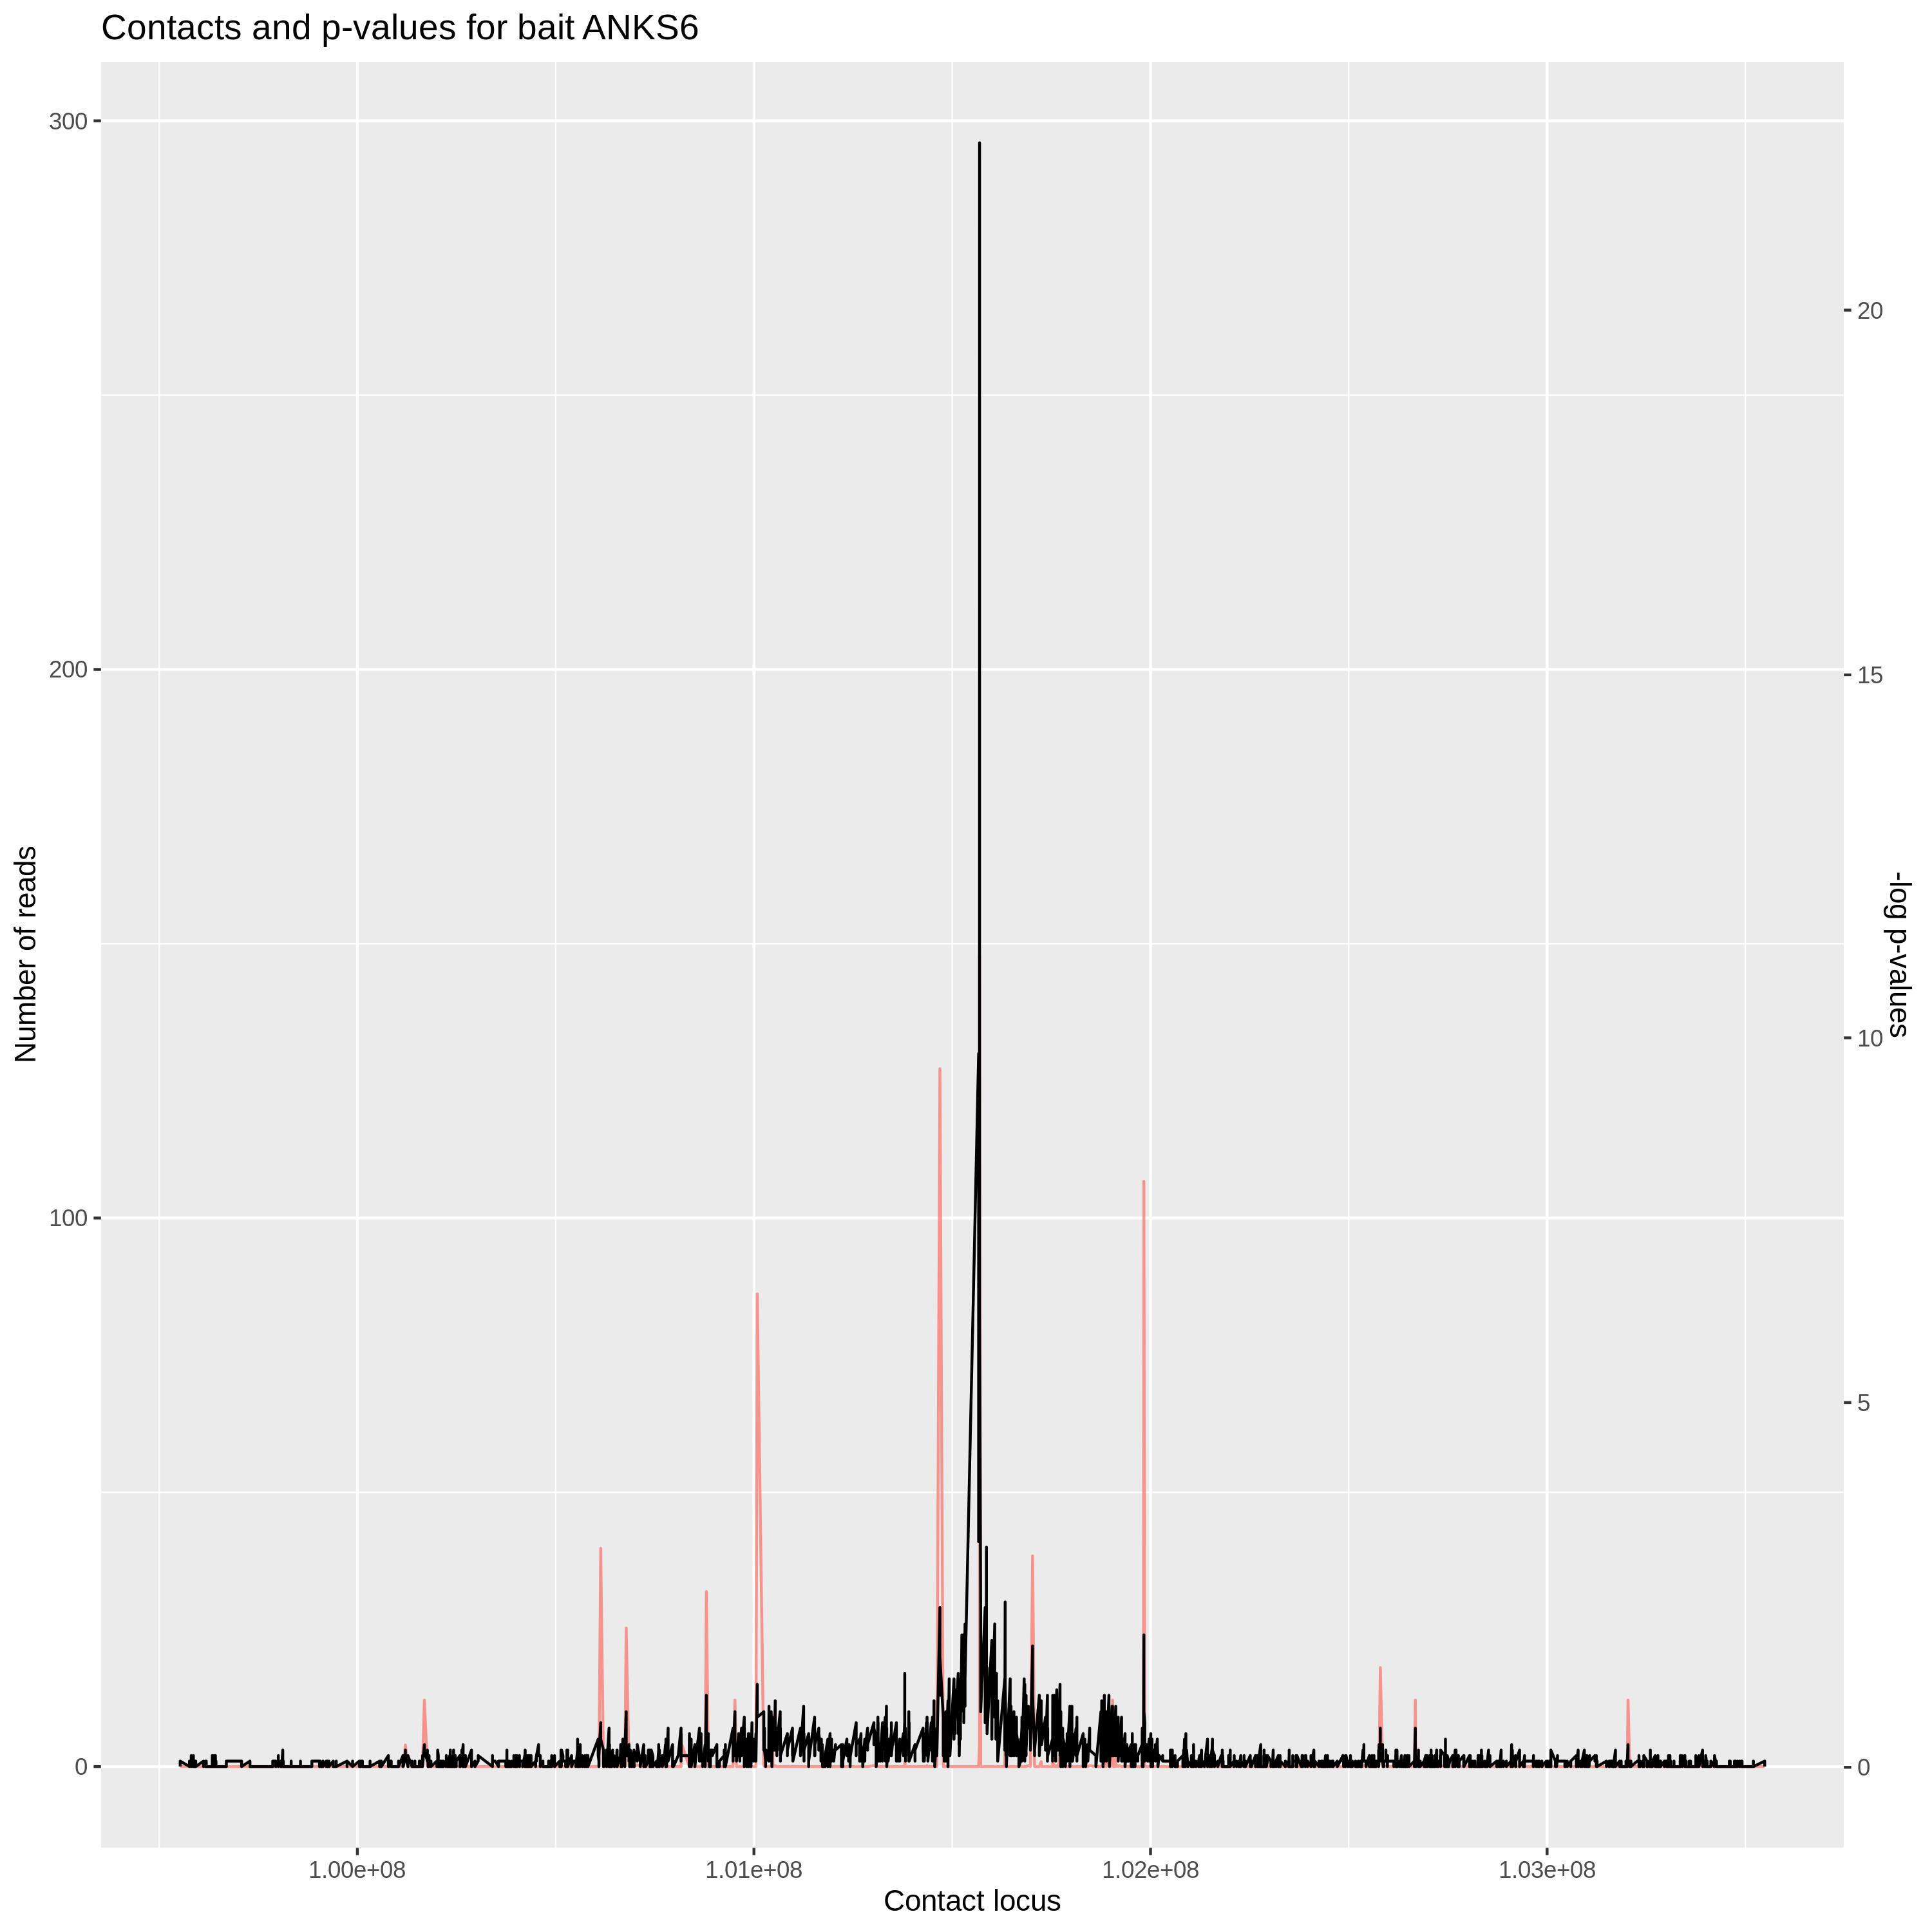 Contacts and p-values for bait ANKS6
300
200
100
0
Number of reads
20
15
10
5
0
-log p-values
1.00e+08
1.01e+08
1.02e+08
1.03e+08
Contact locus